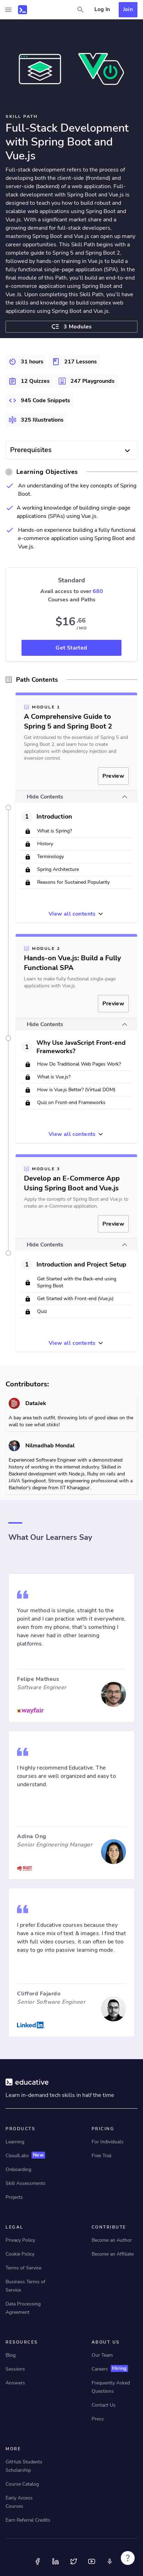 Log In
Join
SKILL PATH
Full-Stack Development
with Spring Boot and
Vue.js
Full-stack development refers to the process of
developing both the front-end (client-side) and
back-end (server-side) of a web application. Full-
stack development with Spring Boot and Vue.js is
designed to teach you how to build robust and
scalable web applications using Spring Boot and
Vue.js. With a significant market share and a
growing demand for full-stack developers,
mastering Spring Boot and Vue.js can open up many
career opportunities. This Skill Path begins with a
complete guide to Spring 5 and Spring Boot 2,
followed by hands-on training in Vue.js to build a
fully functional single-page application (SPA). In the
final module of this Path, you'll build an end-to-end
e-commerce application using Spring Boot and
Vue.Js. Upon completing this Skill Path, you'll have
the skills and knowledge to build complex web
applications using Spring Boot and Vue.js.
3 Modules
31 hours
217 Lessons
12 Quizzes
247 Playgrounds
945 Code Snippets
325 Illustrations
Prerequisites
Learning Objectives
An understanding of the key concepts of Spring
Boot.
A working knowledge of building single-page
applications (SPAs) using Vue.js.
Hands-on experience building a fully functional
e-commerce application using Spring Boot and
Vue.js.
Standard
Avail access to over 680
Courses and Paths
$16.66
/ MO
Get Started
Path Contents
MODULE 1
A Comprehensive Guide to
Spring 5 and Spring Boot 2
Get introduced to the essentials of Spring 5 and
Spring Boot 2, and learn how to create
applications with dependency injection and
inversion control.
Preview
Hide Contents
1 Introduction
What is Spring?
History
Terminology
Spring Architecture
Reasons for Sustained Popularity
View all contents
MODULE 2
Hands-on Vue.js: Build a Fully
Functional SPA
Learn to make fully functional single-page
applications with Vue.js.
Preview
Hide Contents
1 Why Use JavaScript Front-end
Frameworks?
How Do Traditional Web Pages Work?
What is Vue.js?
How is Vue.js Better? (Virtual DOM)
Quiz on Front-end Frameworks
View all contents
MODULE 3
Develop an E-Commerce App
Using Spring Boot and Vue.js
Apply the concepts of Spring Boot and Vue.js to
create an e-Commerce application.
Preview
Hide Contents
1 Introduction and Project Setup
Get Started with the Back-end using
Spring Boot
Get Started with Front-end (Vue.js)
Quiz
View all contents
Contributors:
DataJek
A bay area tech outfit, throwing lots of good ideas on the
wall to see what sticks!
Nilmadhab Mondal
Experienced Software Engineer with a demonstrated
history of working in the industry. Skilled in
Backend development with Node.js, Ruby on rails and
JAVA Springboot. Strong engineering professional with a
Bachelor's degree from IIT Kharagpur.
What Our Learners Say
Your method is simple, straight to the
point and I can practice with it everywhere,
even from my phone, that's something I
have never had in other learning
platforms.
Felipe Matheus
Software Engineer
wayfair
I highly recommend Educative. The
courses are well organized and easy to
understand.
Adina Ong
Senior Engineering Manager
I prefer Educative courses because they
have a nice mix of text & images. I find that
with full video courses, it often can be too
easy to go into passive learning mode.
Clifford Fajardo
Senior Software Engineer
LinkedIn
educative
Learn in-demand tech skills in half the time
PRODUCTS
Learning
CloudLabs New
Onboarding
Skill Assessments
Projects
PRICING
For Individuals
Free Trial
LEGAL
Privacy Policy
Cookie Policy
Terms of Service
Business Terms of
Service
Data Processing
Agreement
CONTRIBUTE
Become an Author
Become an Affiliate
RESOURCES
Blog
Sessions
Answers
ABOUT US
Our Team
Careers Hiring
Frequently Asked
Questions
Contact Us
Press
MORE
GitHub Students
Scholarship
Course Catalog
Early Access
Courses
Earn Referral Credits